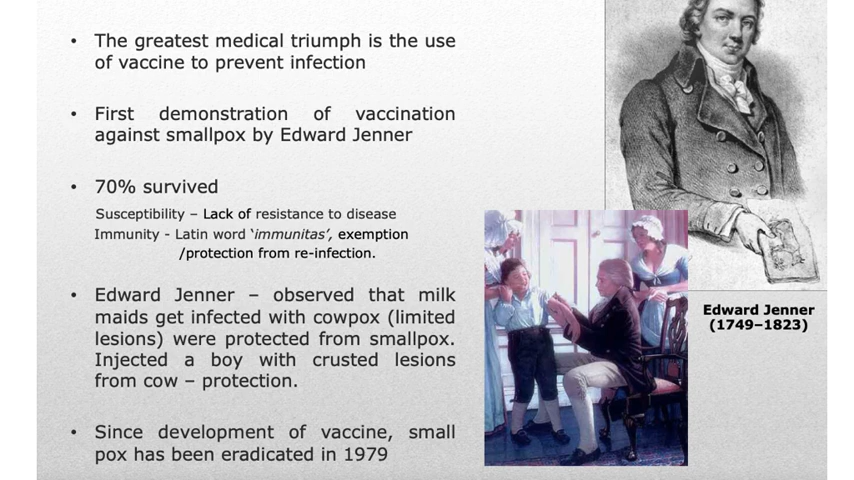 • The greatest medical triumph is the use
of vaccine to prevent infection
• First demonstration of vaccination
against smallpox by Edward Jenner
• 70% survived
Susceptibility – Lack of resistance to disease
Immunity - Latin word ‘immunitas’, exemption
/protection from re-infection.
• Edward Jenner – observed that milk
maids get infected with cowpox (limited
lesions) were protected from smallpox.
Injected a boy with crusted lesions
from cow – protection.
• Since development of vaccine, small
pox has been eradicated in 1979
Edward Jenner
(1749–1823)